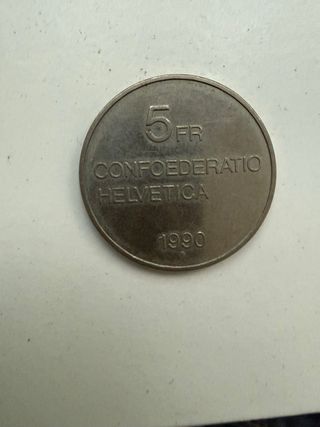 5 FR
CONFOEDERATIO
HELVETICA
1990